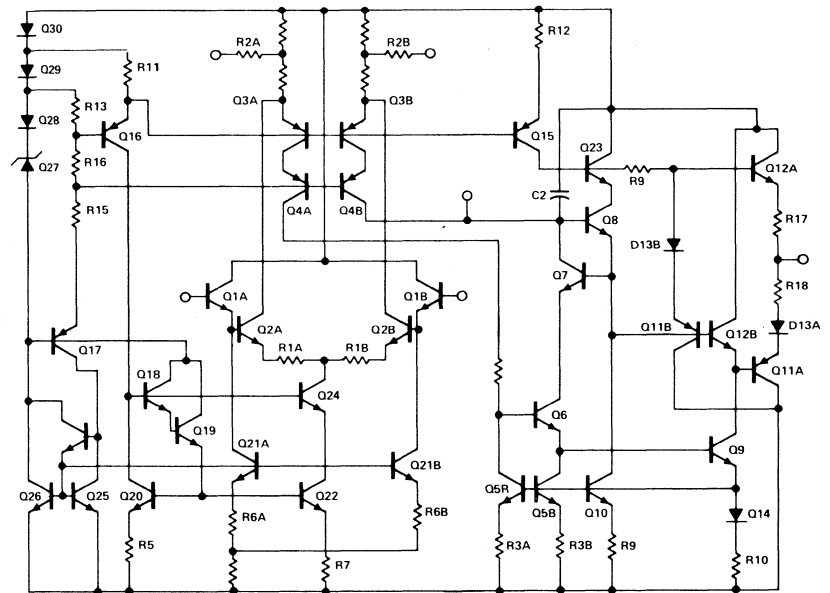 Q30
R2A
R2B
R12
Q29
R11
R13
Q3A
Q3B
Q28
Q16
Q15
Q23
Q12A
Q27
R16
R9
C2
R15
Q4A
Q4B
Q8
R17
D13B
Q7
R18
Q1A
Q1B
Q2A
Q2B
Q11B
Q12B
D13A
Q17
R1A
R1B
Q11A
Q18
Q24
Q19
Q6
Q21A
Q21B
Q9
Q26
Q25
Q20
Q22
Q5R
Q5B
Q10
Q14
R6A
R6B
R5
R7
R3A
R3B
R9
R10